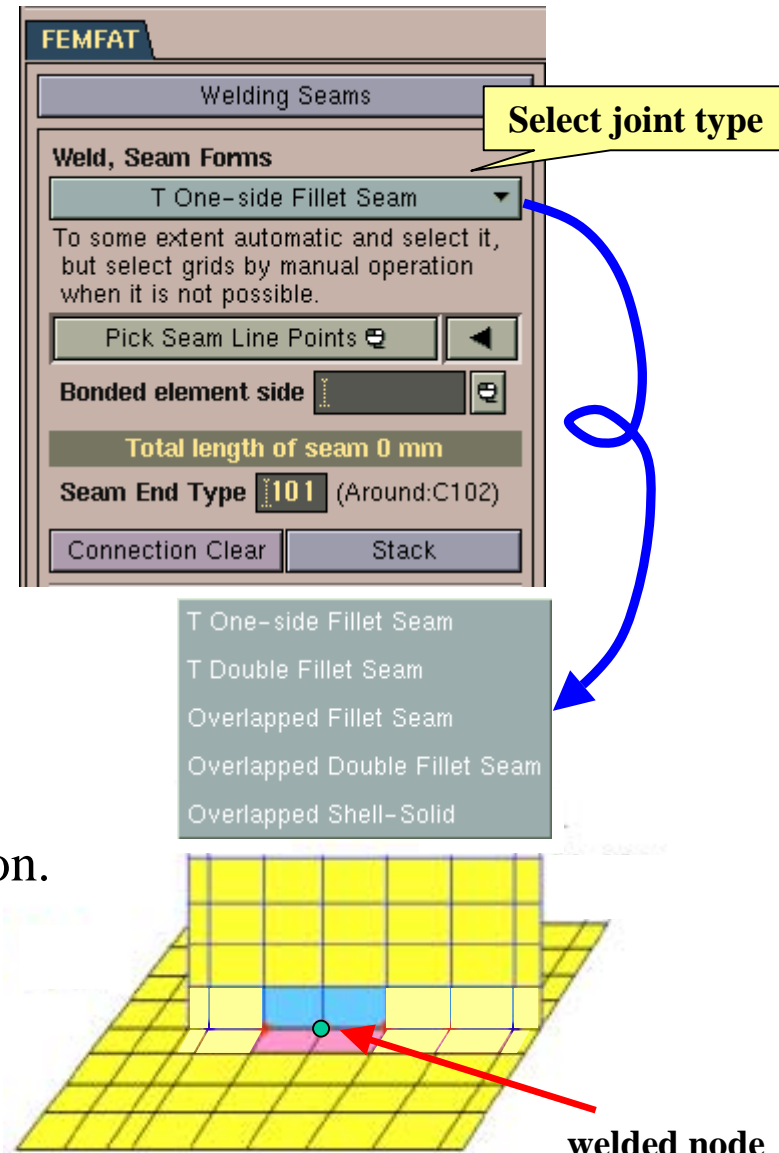 FEMFAT
Welding Seams
Select joint type
Weld, Seam Forms
T One-side Fillet Seam
To some extent automatic and select it,
but select grids by manual operation
when it is not possible.
Pick Seam Line Points
Bonded element side
Total length of seam 0 mm
Seam End Type 101 (Around:C102)
Connection Clear Stack
T One-side Fillet Seam
T Double Fillet Seam
Overlapped Fillet Seam
Overlapped Double Fillet Seam
Overlapped Shell-Solid
on.
welded node